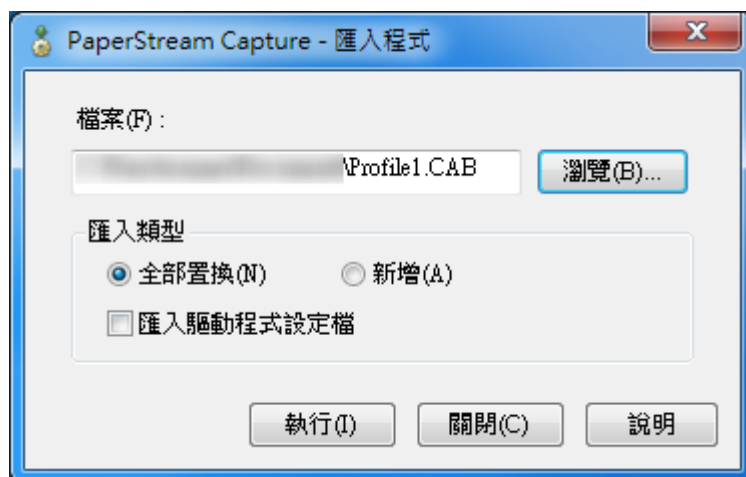 PaperStream Capture - 匯入程式
檔案(F) :
\Profile1.CAB 瀏覽(B)...
匯入類型
全部置換(N) 新增(A)
匯入驅動程式設定檔
執行(I) 關閉(C) 說明